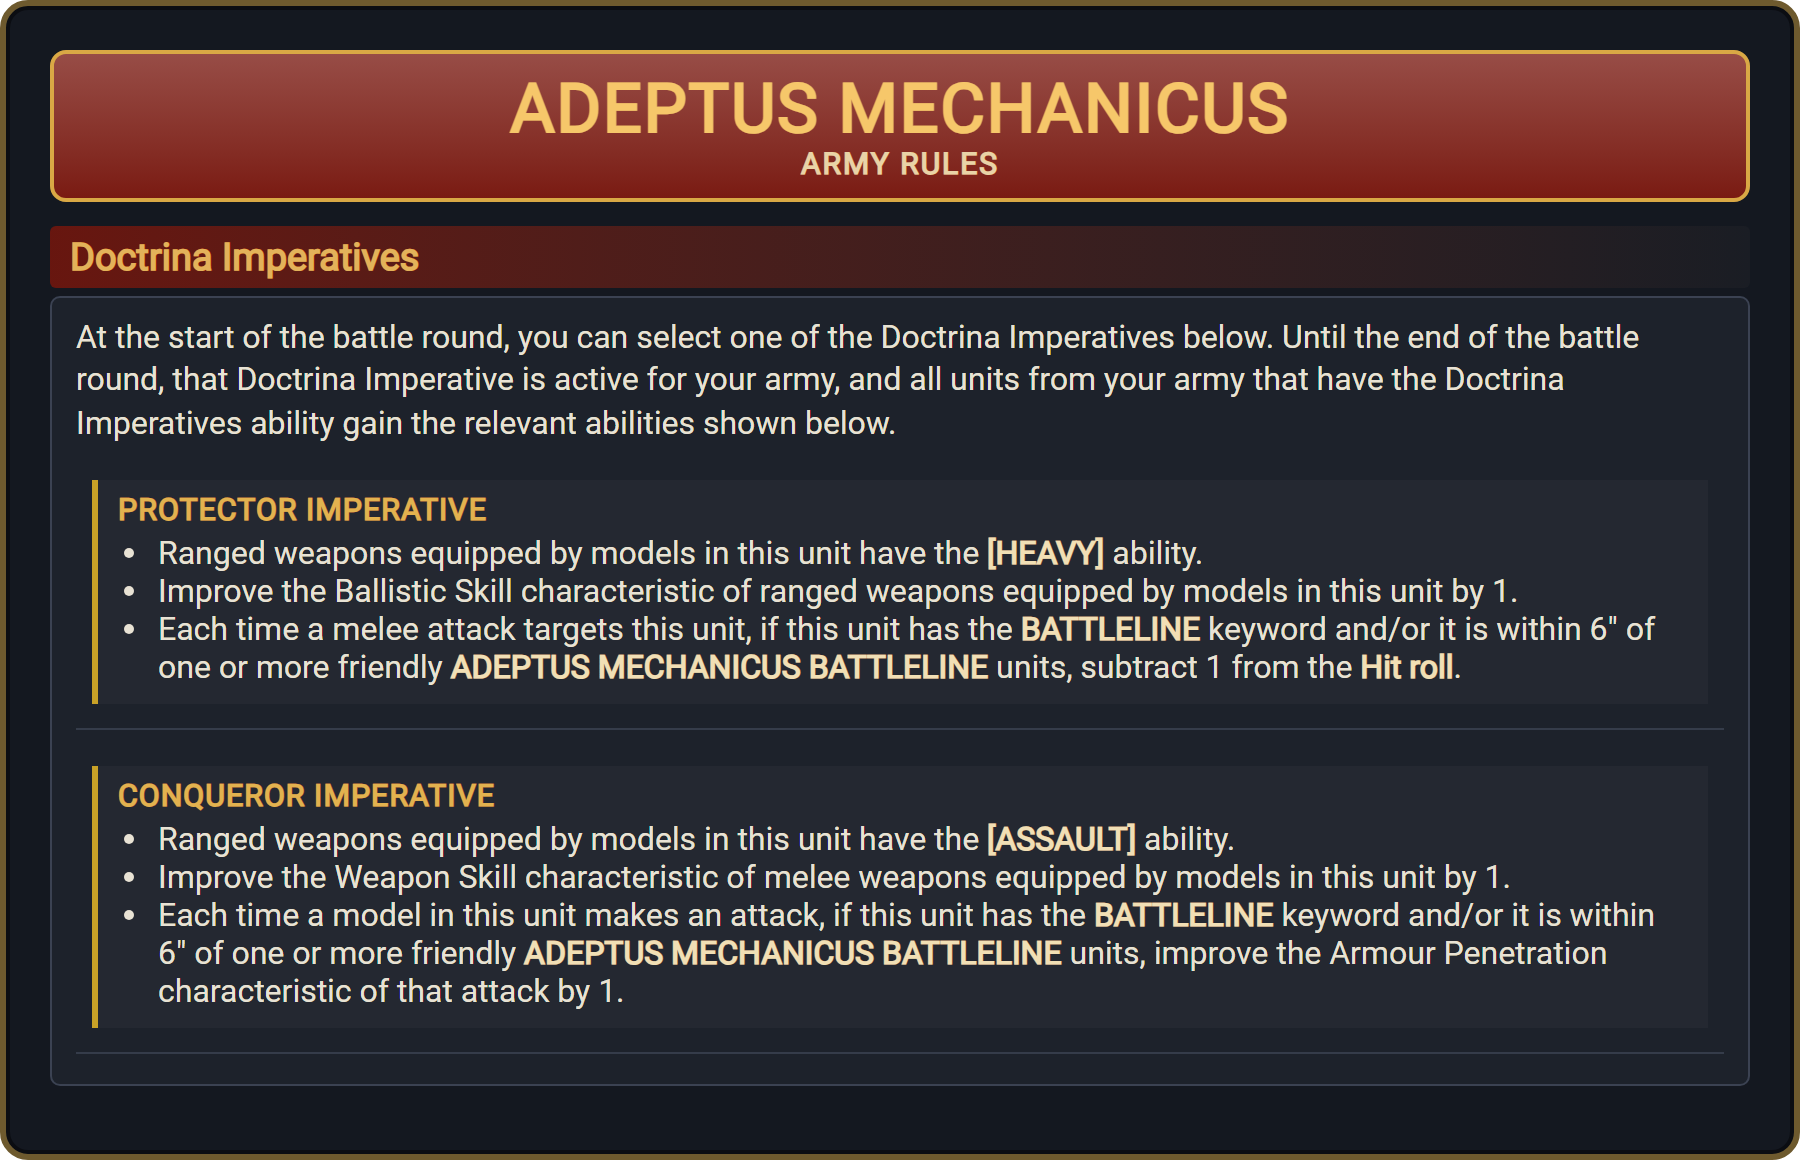 ADEPTUS MECHANICUS
ARMY RULES
Doctrina Imperatives
At the start of the battle round, you can select one of the Doctrina Imperatives below. Until the end of the battle
round, that Doctrina Imperative is active for your army, and all units from your army that have the Doctrina
Imperatives ability gain the relevant abilities shown below.
PROTECTOR IMPERATIVE
• Ranged weapons equipped by models in this unit have the [HEAVY] ability.
• Improve the Ballistic Skill characteristic of ranged weapons equipped by models in this unit by 1.
• Each time a melee attack targets this unit, if this unit has the BATTLELINE keyword and/or it is within 6" of
one or more friendly ADEPTUS MECHANICUS BATTLELINE units, subtract 1 from the Hit roll.
CONQUEROR IMPERATIVE
• Ranged weapons equipped by models in this unit have the [ASSAULT] ability.
• Improve the Weapon Skill characteristic of melee weapons equipped by models in this unit by 1.
• Each time a model in this unit makes an attack, if this unit has the BATTLELINE keyword and/or it is within
6" of one or more friendly ADEPTUS MECHANICUS BATTLELINE units, improve the Armour Penetration
characteristic of that attack by 1.